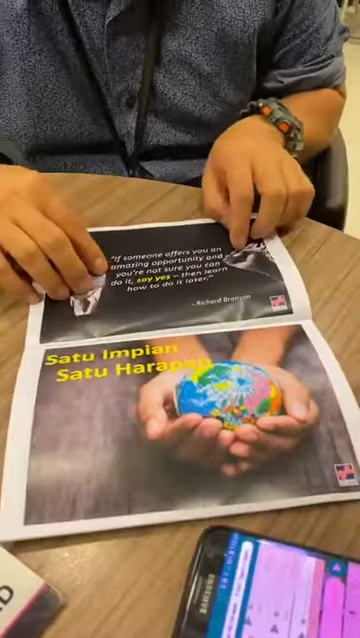 "If someone offers you an
amazing opportunity and
you're not sure you can
do it, say yes – then learn
how to do it later."
- Richard Branson
Satu Impian
Satu Harapan
SAMSUNG